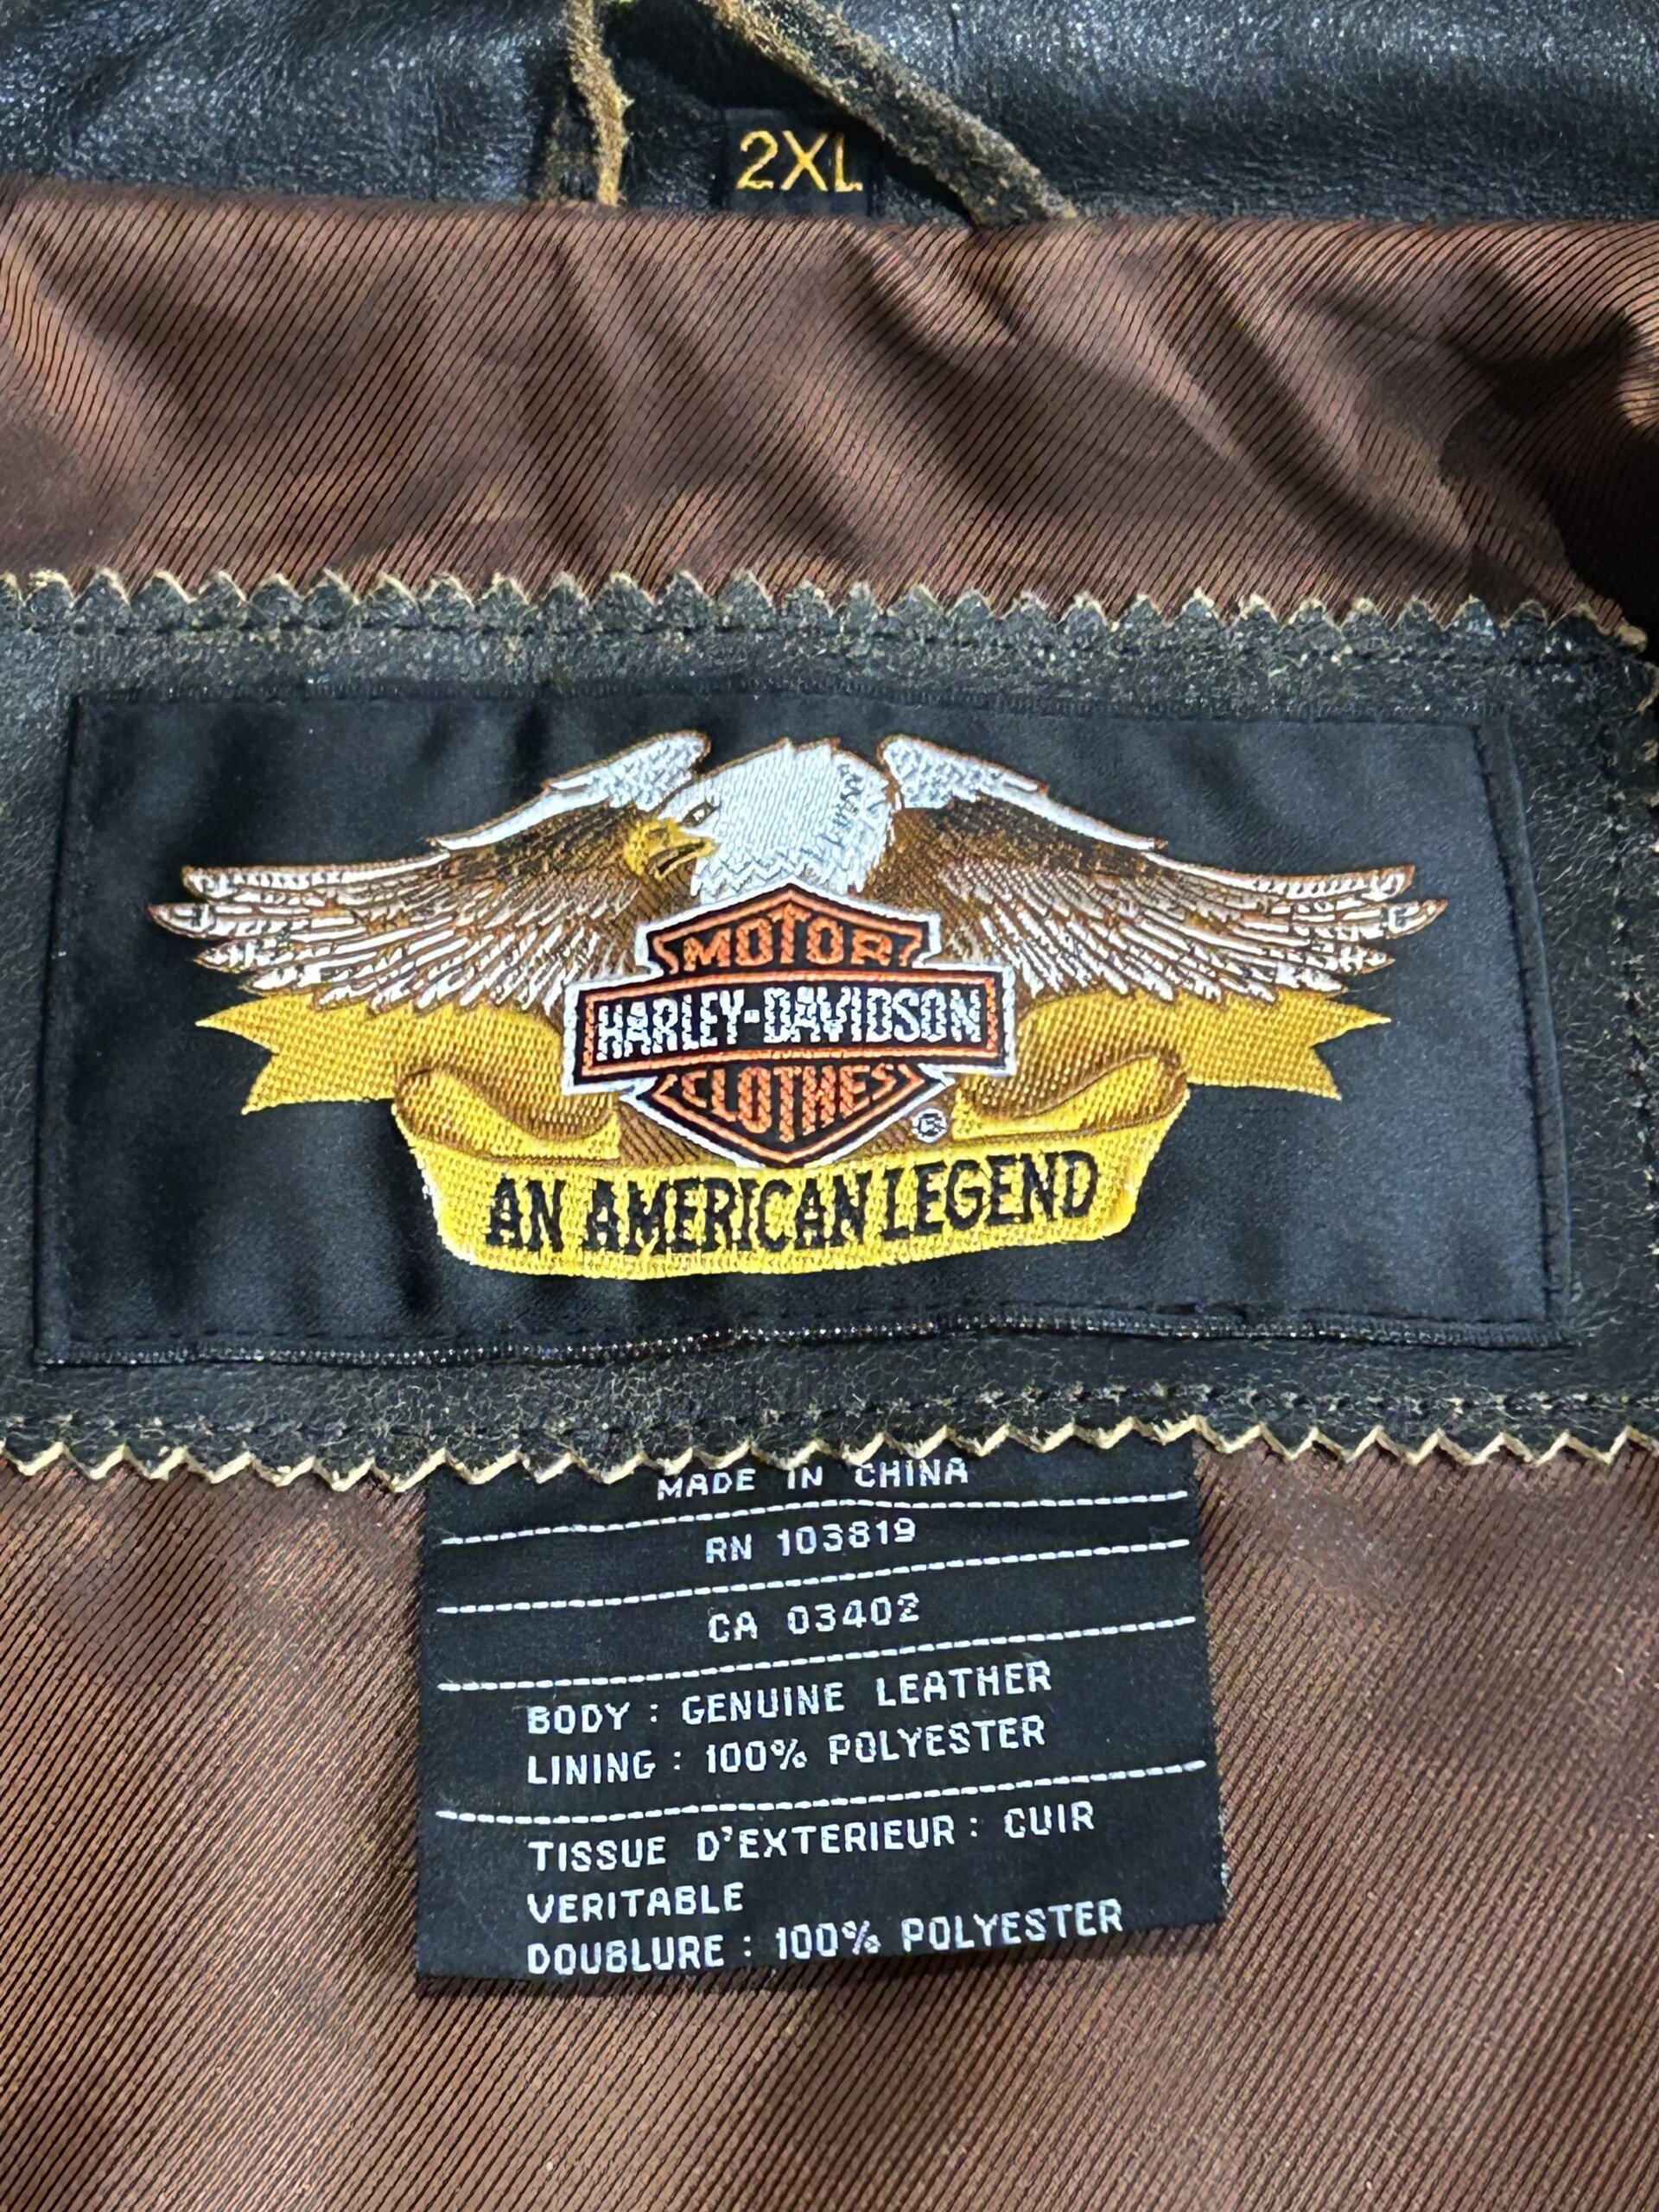 2XL
MOTOR
HARLEY-DAVIDSON
CLOTHES
®
AN AMERICAN LEGEND
MADE IN CHINA
RN 103819
CA 03402
BODY : GENUINE LEATHER
LINING : 100% POLYESTER
TISSUE D'EXTERIEUR : CUIR
VERITABLE
DOUBLURE : 100% POLYESTER